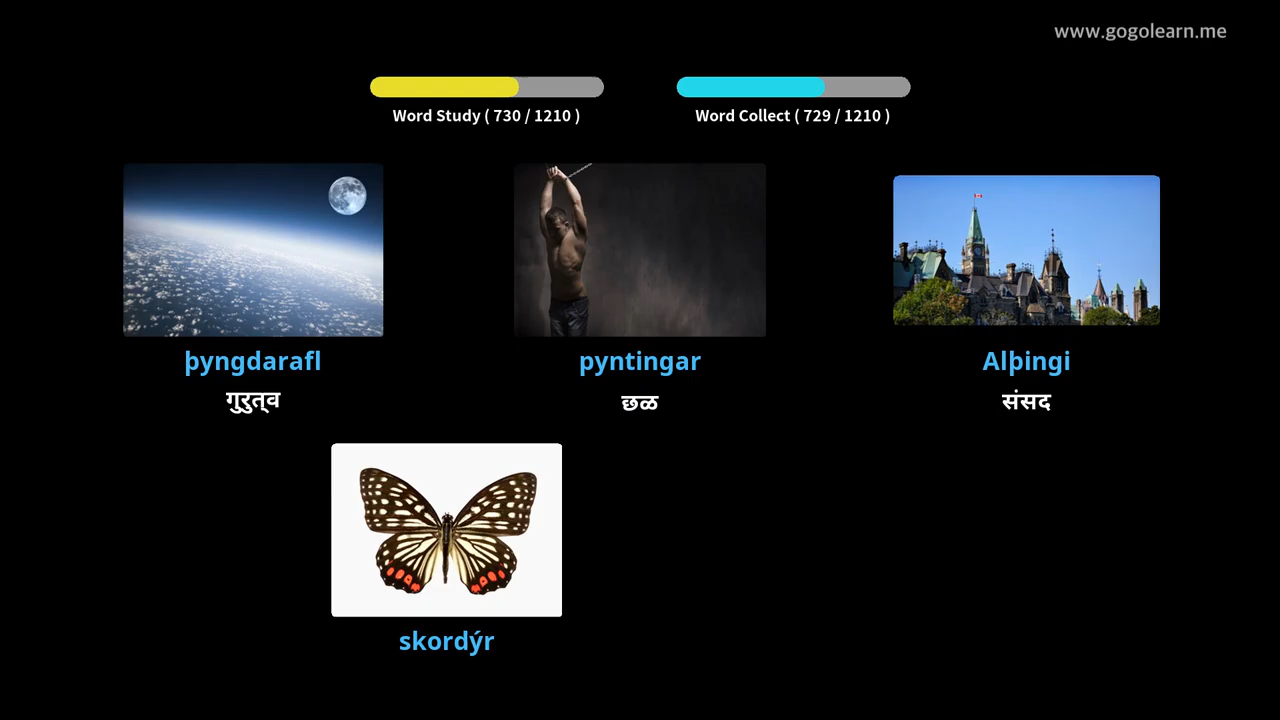 www.gogolearn.me
Word Study ( 730 / 1210 )
Word Collect ( 729 / 1210 )
þyngdarafl
pyntingar
Alþingi
गुरुत्व
छळ
संसद
skordýr